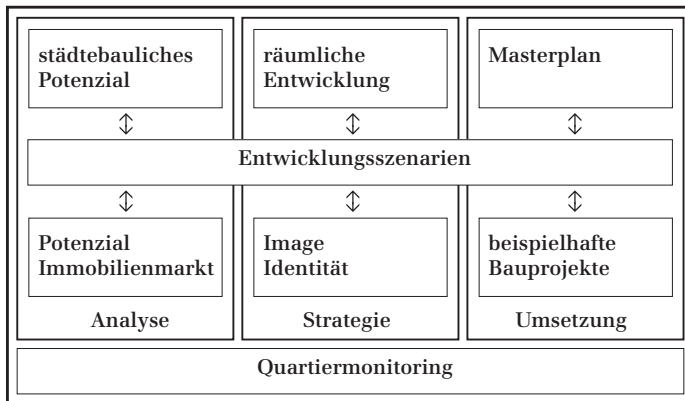 städtebauliches
Potenzial
räumliche
Entwicklung
Masterplan
Entwicklungsszenarien
Potenzial
Immobilienmarkt
Image
Identität
beispielhafte
Bauprojekte
Analyse
Strategie
Umsetzung
Quartiermonitoring